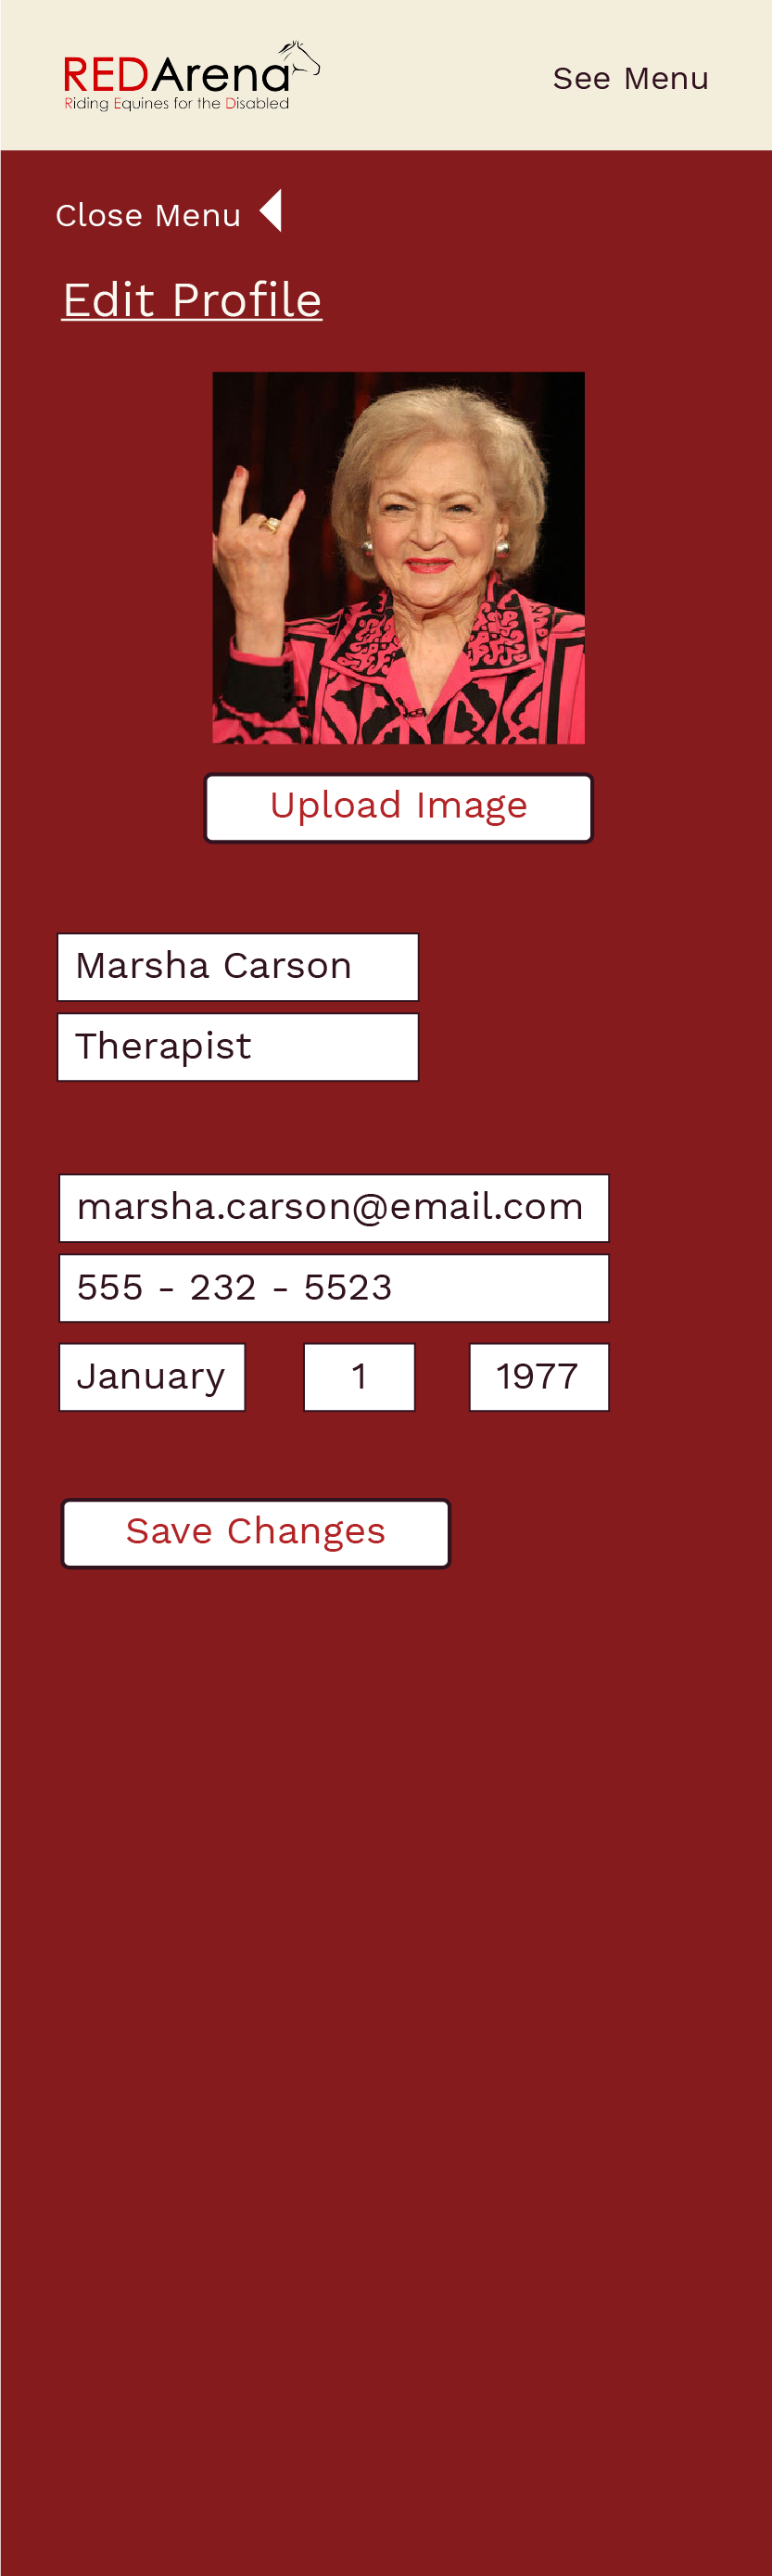 REDArena
Riding Equines for the Disabled
See Menu
Close Menu
Edit Profile
Upload Image
Marsha Carson
Therapist
marsha.carson@email.com
555 - 232 - 5523
January 1 1977
Save Changes